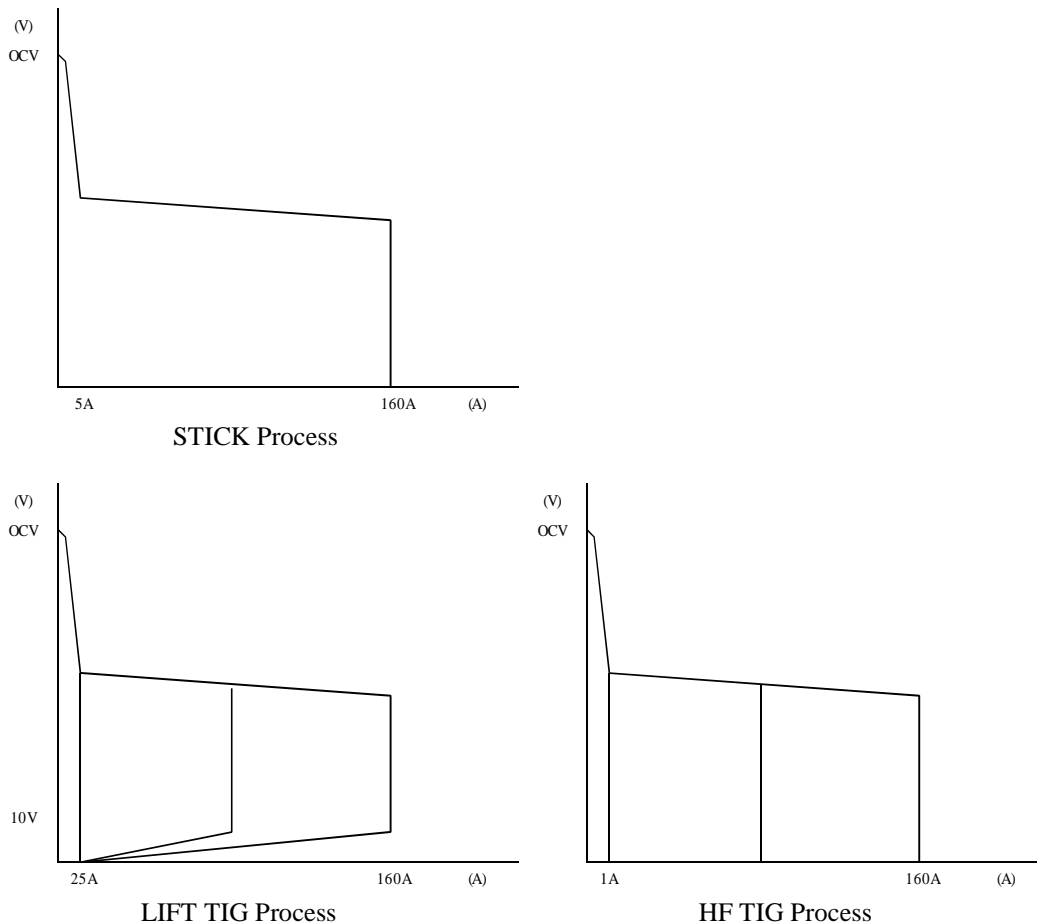 (V)
OCV
5A 160A (A)
STICK Process
(V) (V)
OCV OCV
10V
25A 160A (A) 1A 160A (A)
LIFT TIG Process HF TIG Process